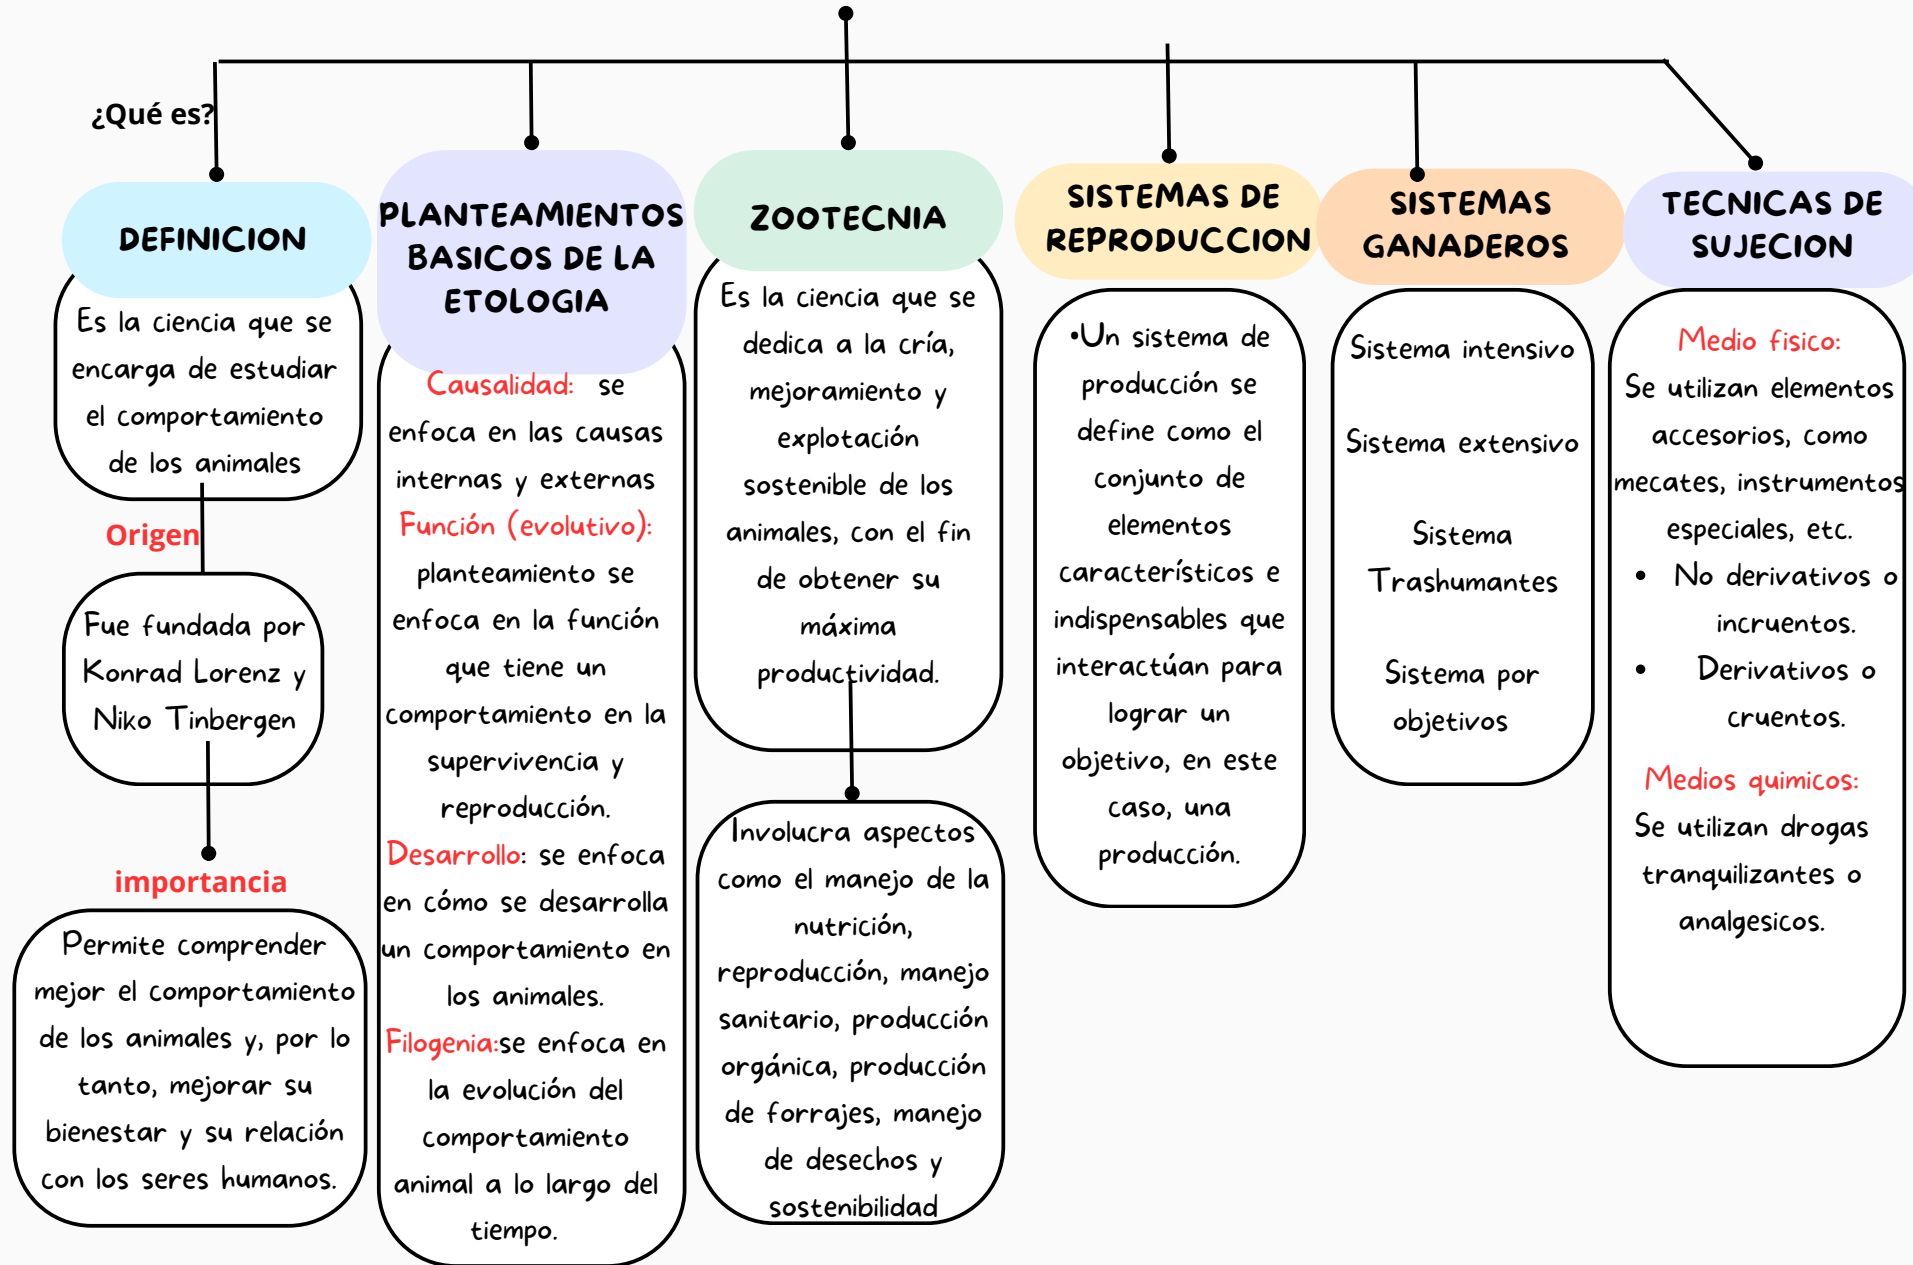 ¿Qué es?
DEFINICION
Es la ciencia que se
encarga de estudiar
el comportamiento
de los animales
Origen
Fue fundada por
Konrad Lorenz y
Niko Tinbergen
importancia
Permite comprender
mejor el comportamiento
de los animales y, por lo
tanto, mejorar su
bienestar y su relación
con los seres humanos.
PLANTEAMIENTOS
BASICOS DE LA
ETOLOGIA
Causalidad: se
enfoca en las causas
internas y externas
Función (evolutivo):
planteamiento se
enfoca en la función
que tiene un
comportamiento en la
supervivencia y
reproducción.
Desarrollo: se enfoca
en cómo se desarrolla
un comportamiento en
los animales.
Filogenia:se enfoca en
la evolución del
comportamiento
animal a lo largo del
tiempo.
ZOOTECNIA
Es la ciencia que se
dedica a la cría,
mejoramiento y
explotación
sostenible de los
animales, con el fin
de obtener su
máxima
productividad.
Involucra aspectos
como el manejo de la
nutrición,
reproducción, manejo
sanitario, producción
orgánica, producción
de forrajes, manejo
de desechos y
sostenibilidad
SISTEMAS DE
REPRODUCCION
•Un sistema de
producción se
define como el
conjunto de
elementos
característicos e
indispensables que
interactúan para
lograr un
objetivo, en este
caso, una
producción.
SISTEMAS
GANADEROS
Sistema intensivo
Sistema extensivo
Sistema
Trashumantes
Sistema por
objetivos
TECNICAS DE
SUJECION
Medio fisico:
Se utilizan elementos
accesorios, como
mecates, instrumentos
especiales, etc.
• No derivativos o
incruentos.
• Derivativos o
cruentos.
Medios quimicos:
Se utilizan drogas
tranquilizantes o
analgesicos.